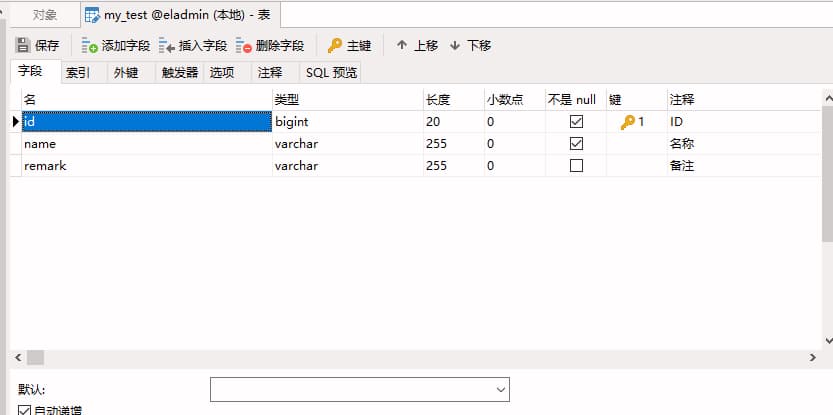 对象 my_test @eladmin (本地) - 表
保存 添加字段 插入字段 删除字段 主键 上移 下移
字段 索引 外键 触发器 选项 注释 SQL 预览
名 类型 长度 小数点 不是 null 键 注释
id bigint 20 0 1 ID
name varchar 255 0 名称
remark varchar 255 0 备注
默认:
自动递增